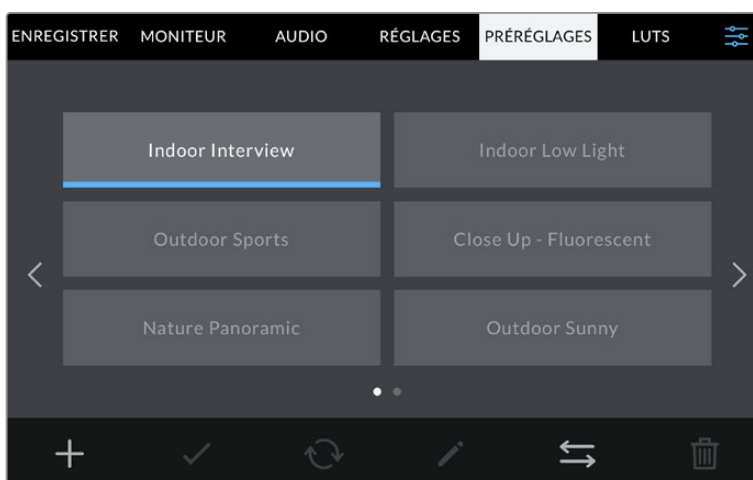 ENREGISTRER MONITEUR AUDIO RÉGLAGES PRÉRÉGLAGES LUTS
Indoor Interview Indoor Low Light
Outdoor Sports Close Up - Fluorescent
Nature Panoramic Outdoor Sunny